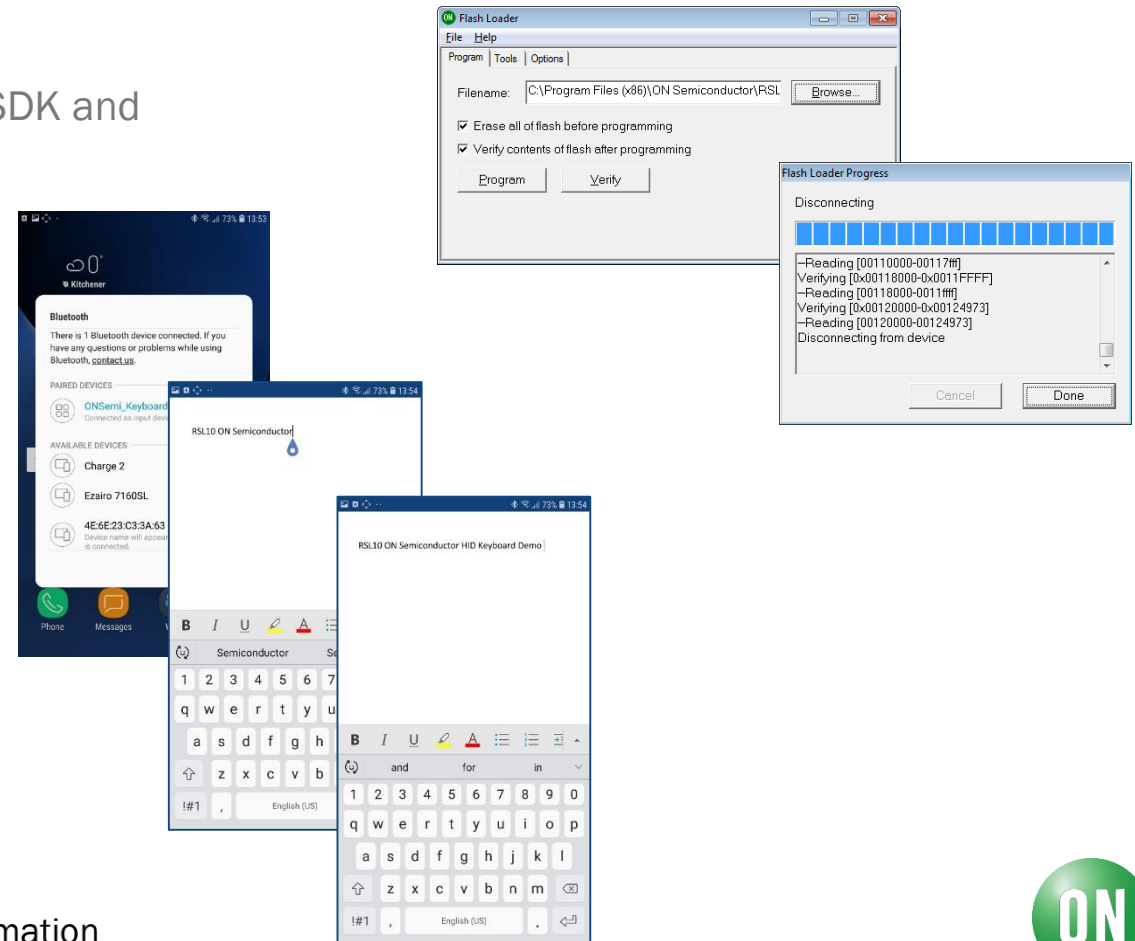 SDK and
ON Flash Loader
File Help
Program Tools Options
Filename: C:\Program Files (x86)\ON Semiconductor\RSL Browse...
Erase all of flash before programming
Verify contents of flash after programming
Program Verify
Flash Loader Progress
Disconnecting
--Reading [00110000-00117fff]
Verifying [0x00118000-0x0011FFFF]
--Reading [00118000-0011ffff]
Verifying [0x00120000-0x00124973]
--Reading [00120000-00124973]
Disconnecting from device
Cancel Done
73% 13:53
0°
Kitchener
Bluetooth
There is 1 Bluetooth device connected. If you
have any questions or problems while using
Bluetooth, contact us.
PAIRED DEVICES
ONSemi_Keyboard
Connected as input
AVAILABLE DEVICES
Charge 2
Ezairo 7160SL
4E:6E:23:C3:3A:63
Device name will appear
is connected.
Phone Messages
73% 13:54
RSL10 ON Semiconductor
B I U A
Semiconductor
1 2 3 4 5 6 7
q w e r t y u
a s d f g h
z x c v b
!#1 , English (US)
73% 13:54
RSL10 ON Semiconductor HID Keyboard Demo
B I U A
and for in
1 2 3 4 5 6 7 8 9 0
q w e r t y u i o p
a s d f g h j k l
z x c v b n m
!#1 , English (US) .
mation
ON